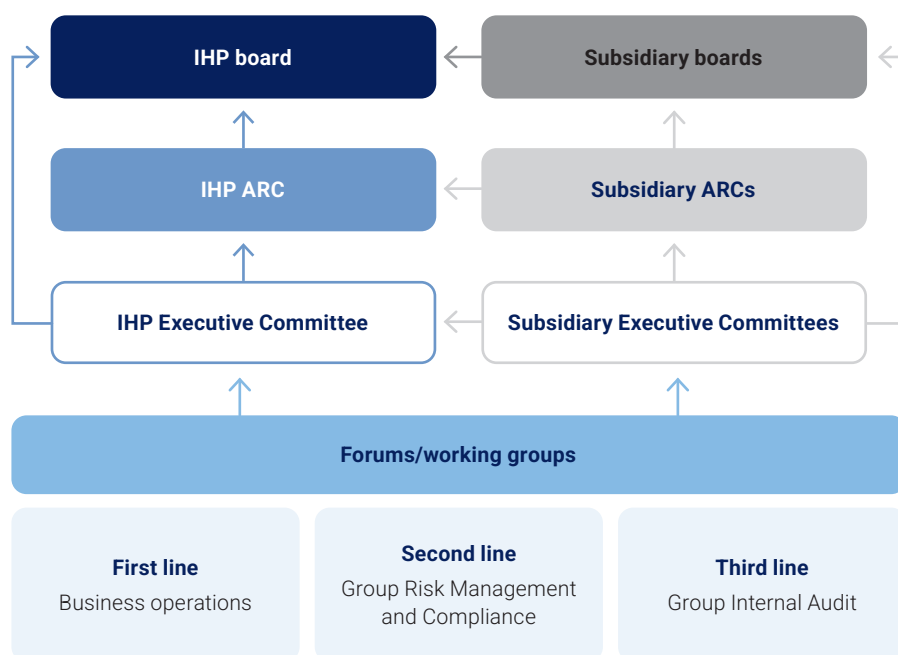 IHP board
Subsidiary boards
IHP ARC
Subsidiary ARCs
IHP Executive Committee
Subsidiary Executive Committees
Forums/working groups
First line
Business operations
Second line
Group Risk Management
and Compliance
Third line
Group Internal Audit